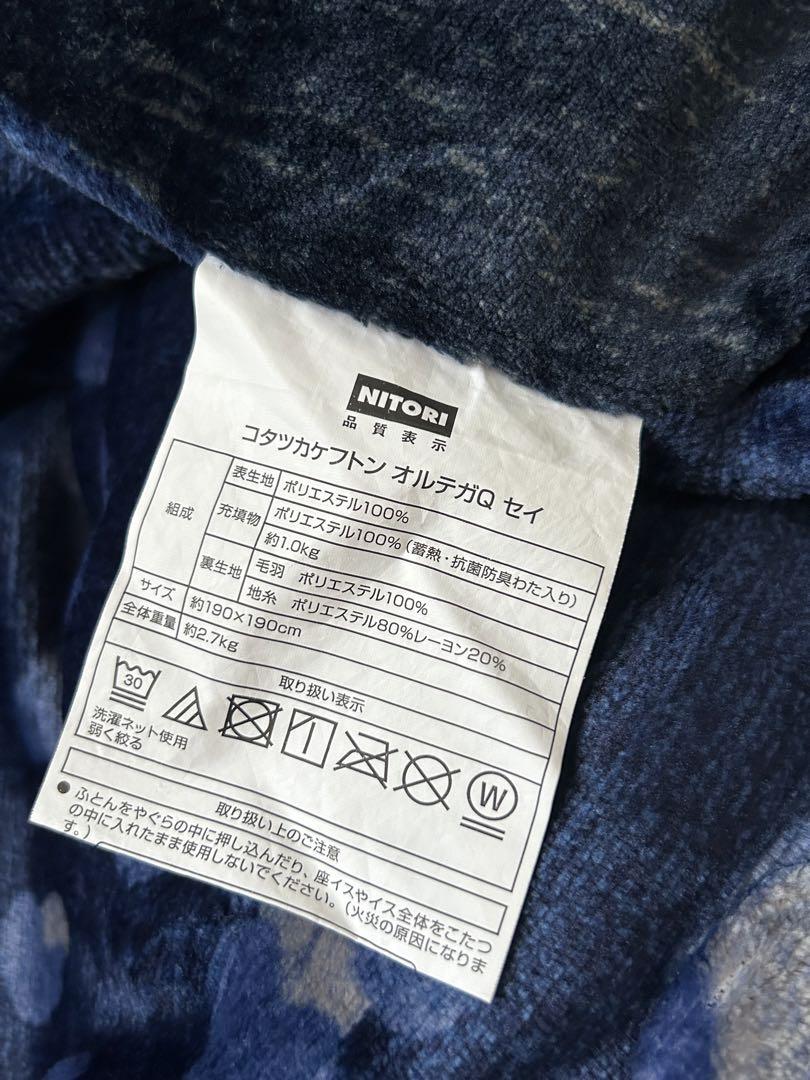 NITORI
品質表示
コタツカケフトン オルテガQ セイ
組成
表生地 ポリエステル100%
充填物 ポリエステル100%(蓄熱・抗菌防臭わた入り)
約1.0kg
裏生地 毛羽 ポリエステル100%
地糸 ポリエステル80%レーヨン20%
サイズ 約190×190cm
全体重量 約2.7kg
取り扱い表示
30
W
洗濯ネット使用
弱く絞る
取り扱い上のご注意
●ふとんをやぐらの中に押し込んだり、座イスやイス全体をこたつ
の中に入れたまま使用しないでください。(火災の原因になりま
す。)